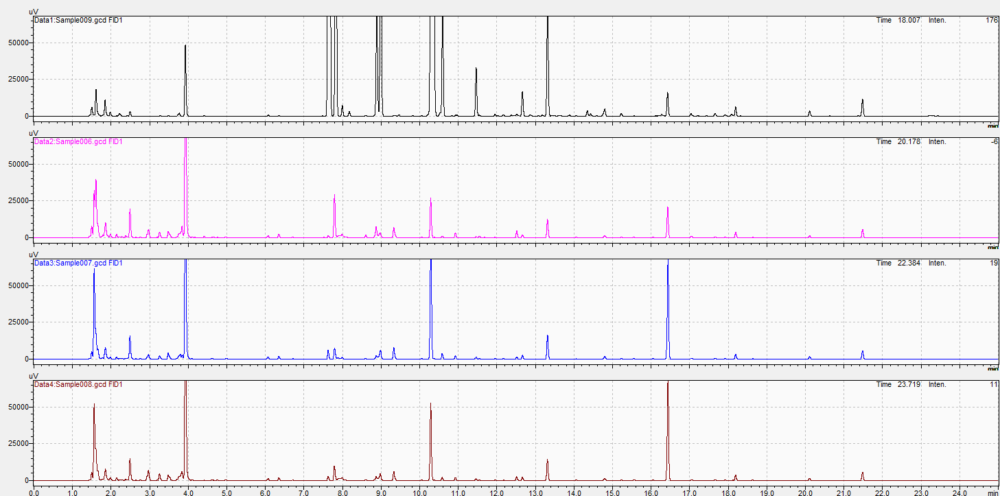 uV
Data1:Sample009.gcd FID1 Time 18.007 Inten. 176
50000
25000
0
min
uV
Data2:Sample006.gcd FID1 Time 20.178 Inten. -6
50000
25000
0
min
uV
Data3:Sample007.gcd FID1 Time 22.384 Inten. 19
50000
25000
0
min
uV
Data4:Sample008.gcd FID1 Time 23.719 Inten. 11
50000
25000
0
0.0 1.0 2.0 3.0 4.0 5.0 6.0 7.0 8.0 9.0 10.0 11.0 12.0 13.0 14.0 15.0 16.0 17.0 18.0 19.0 20.0 21.0 22.0 23.0 24.0 min